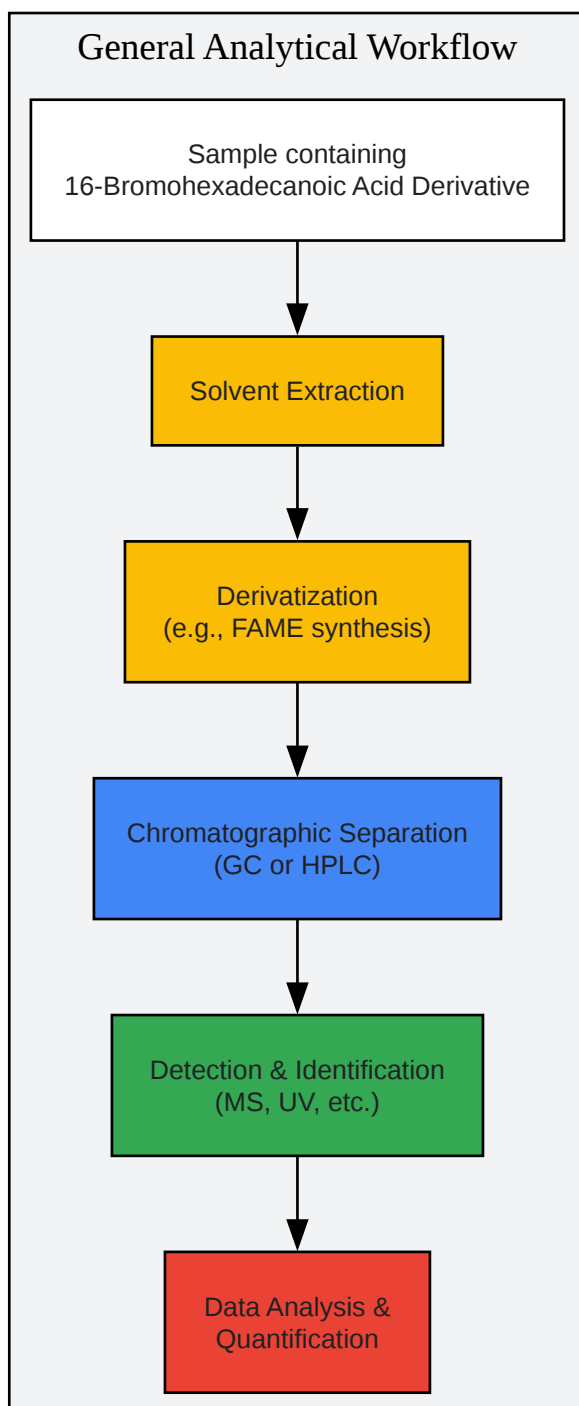 General Analytical Workflow
Sample containing
16-Bromohexadecanoic Acid Derivative
Solvent Extraction
Derivatization
(e.g., FAME synthesis)
Chromatographic Separation
(GC or HPLC)
Detection & Identification
(MS, UV, etc.)
Data Analysis &
Quantification